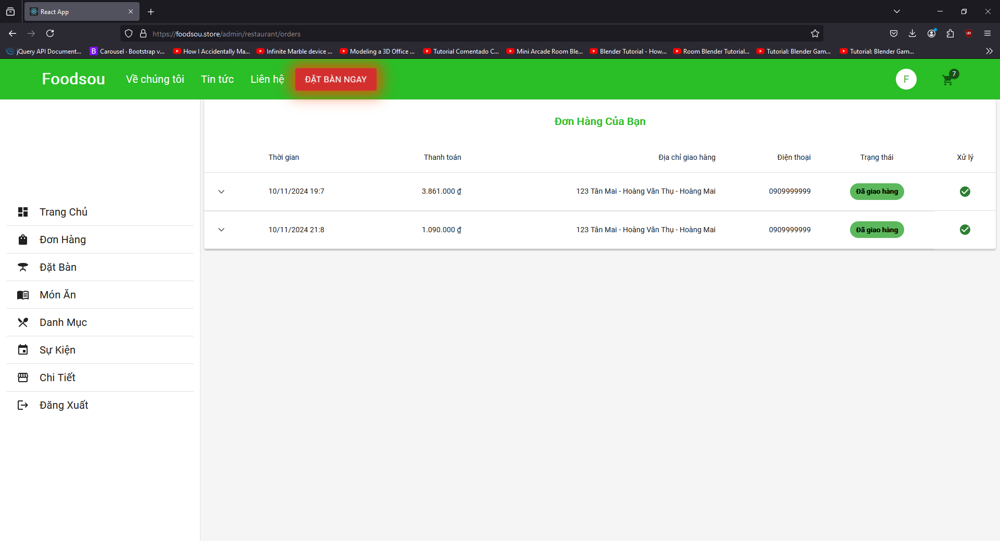 React App
https://foodsou.store/admin/restaurant/orders
jQuery API Document...
B Carousel · Bootstrap v...
How I Accidentally Ma...
Infinite Marble device ...
Modeling a 3D Office ...
Tutorial Comentado C...
Mini Arcade Room Ble...
Blender Tutorial - How...
Room Blender Tutorial...
Tutorial: Blender Gam...
Tutorial: Blender Gam...
Foodsou Về chúng tôi Tin tức Liên hệ ĐẶT BÀN NGAY F 7
Trang Chủ
Đơn Hàng
Đặt Bàn
Món Ăn
Danh Mục
Sự Kiện
Chi Tiết
Đăng Xuất
Đơn Hàng Của Bạn
Thời gian Thanh toán Địa chỉ giao hàng Điện thoại Trạng thái Xử lý
10/11/2024 19:7 3.861.000 ₫ 123 Tân Mai - Hoàng Văn Thụ - Hoàng Mai 0909999999 Đã giao hàng
10/11/2024 21:8 1.090.000 ₫ 123 Tân Mai - Hoàng Văn Thụ - Hoàng Mai 0909999999 Đã giao hàng